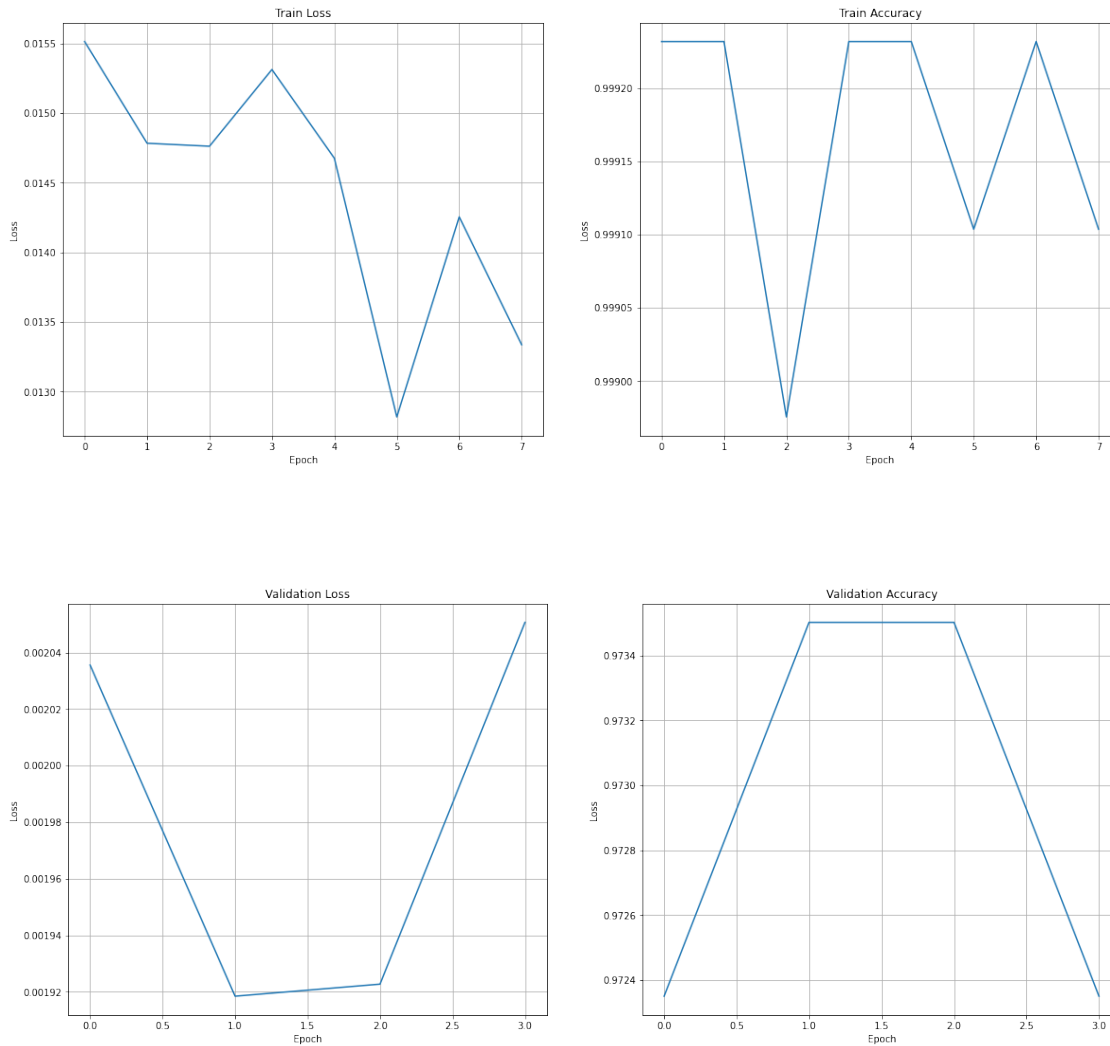 Train Loss
0.0155
0.0150
0.0145
0.0140
0.0135
0.0130
Loss
0 1 2 3 4 5 6 7
Epoch
Train Accuracy
0.99920
0.99915
0.99910
0.99905
0.99900
Loss
0 1 2 3 4 5 6 7
Epoch
Validation Loss
0.00204
0.00202
0.00200
0.00198
0.00196
0.00194
0.00192
Loss
0.0 0.5 1.0 1.5 2.0 2.5 3.0
Epoch
Validation Accuracy
0.9734
0.9732
0.9730
0.9728
0.9726
0.9724
Loss
0.0 0.5 1.0 1.5 2.0 2.5 3.0
Epoch